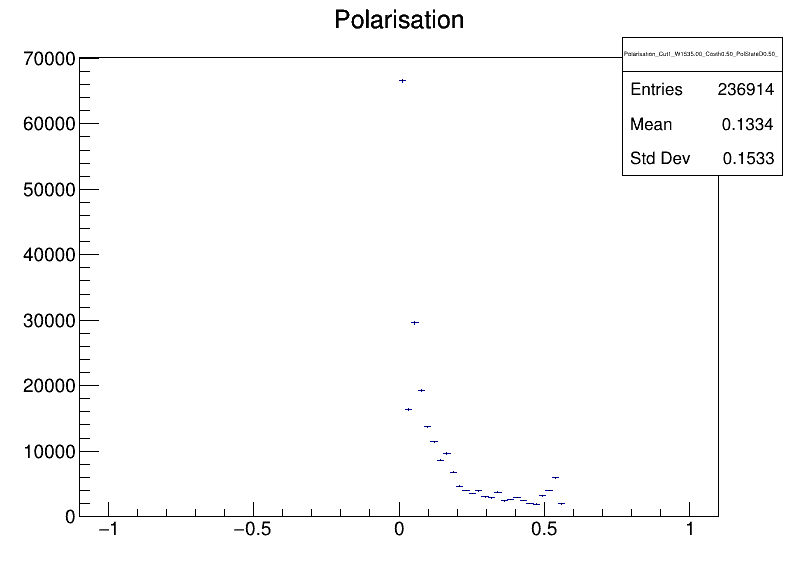 Polarisation
Polarisation_Cut1_W1535.00_Costh0.50_PolStateD0.50_
Entries 236914
Mean 0.1334
Std Dev 0.1533
70000
60000
50000
40000
30000
20000
10000
0
−1 −0.5 0 0.5 1